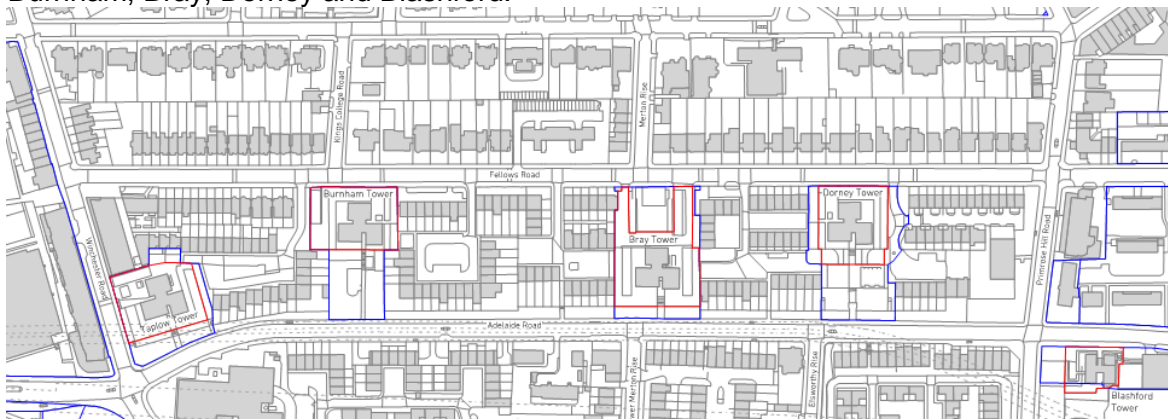 Burnham, Bray, Dorney and Blashford.
Kings College Road
Merton Rise
Fellows Road
Burnham Tower
Dorney Tower
Bray Tower
Winchester Road
Primrose Hill Road
Taplow Tower
Adelaide Road
wer Merton Rise
Elsworthy Rise
Blashford
Tower